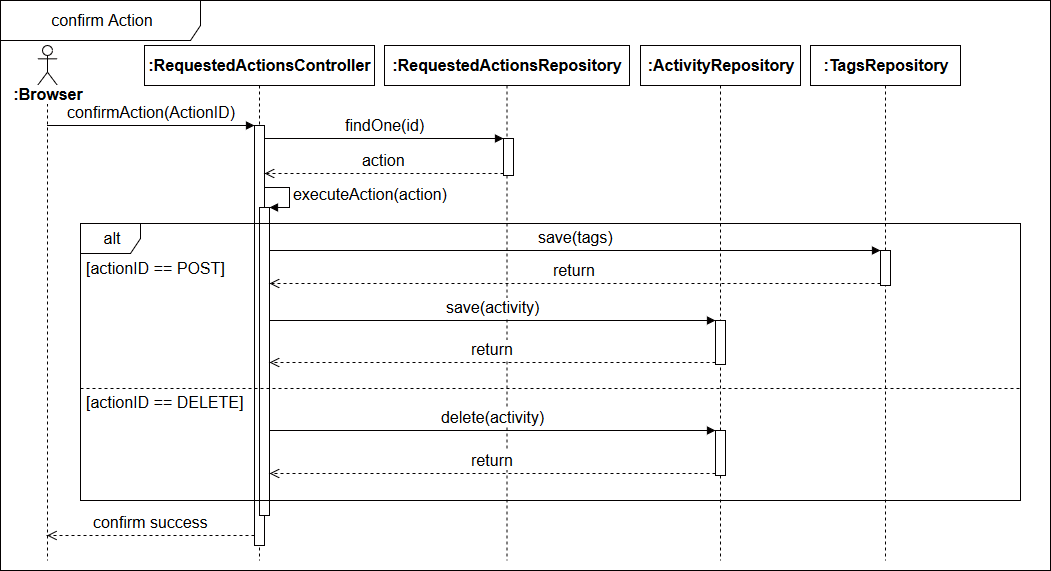 confirm Action
:Browser
:RequestedActionsController
:RequestedActionsRepository
:ActivityRepository
:TagsRepository
confirmAction(ActionID)
findOne(id)
action
executeAction(action)
alt
save(tags)
[actionID == POST]
return
save(activity)
return
[actionID == DELETE]
delete(activity)
return
confirm success